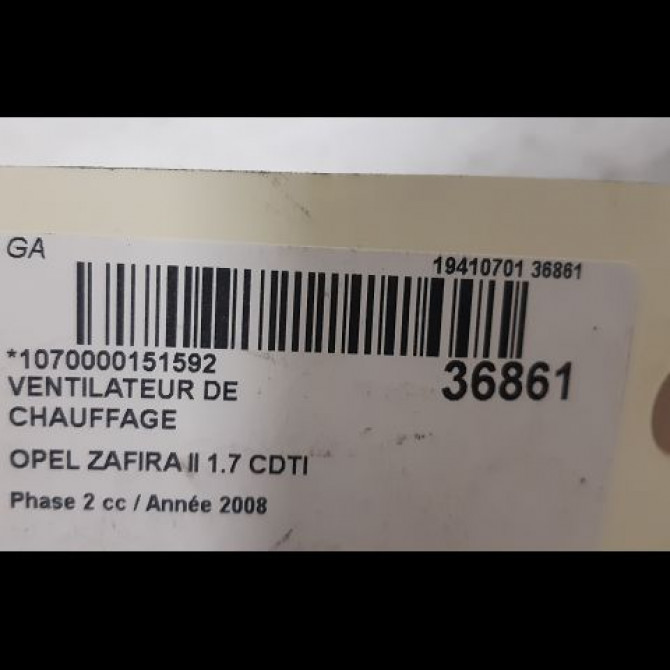 GA
19410701 36861
*1070000151592
36861
VENTILATEUR DE
CHAUFFAGE
OPEL ZAFIRA II 1.7 CDTI
Phase 2 cc / Année 2008